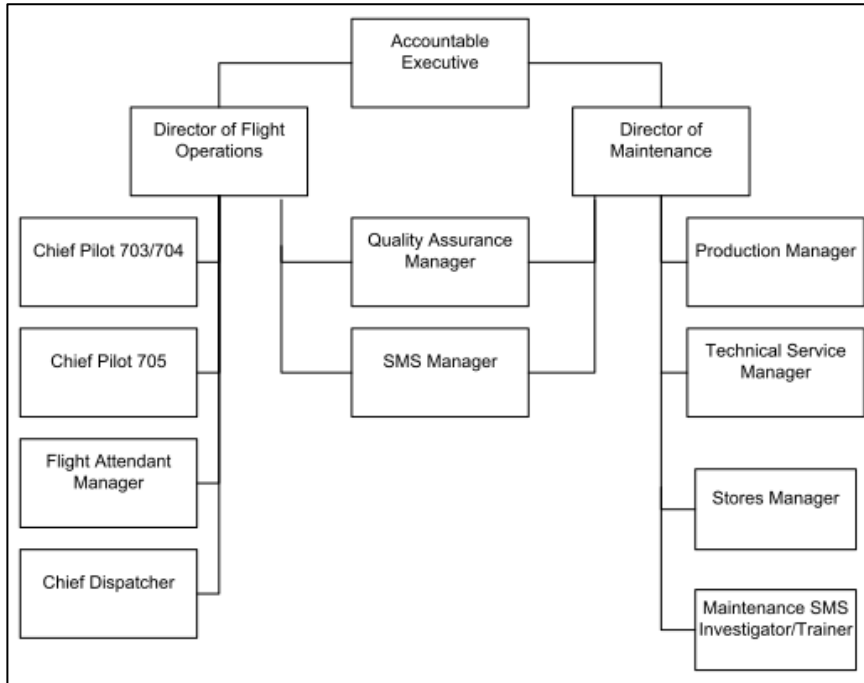 Accountable
Executive
Director of Flight
Operations
Director of
Maintenance
Chief Pilot 703/704
Quality Assurance
Manager
Production Manager
Chief Pilot 705
SMS Manager
Technical Service
Manager
Flight Attendant
Manager
Stores Manager
Chief Dispatcher
Maintenance SMS
Investigator/Trainer